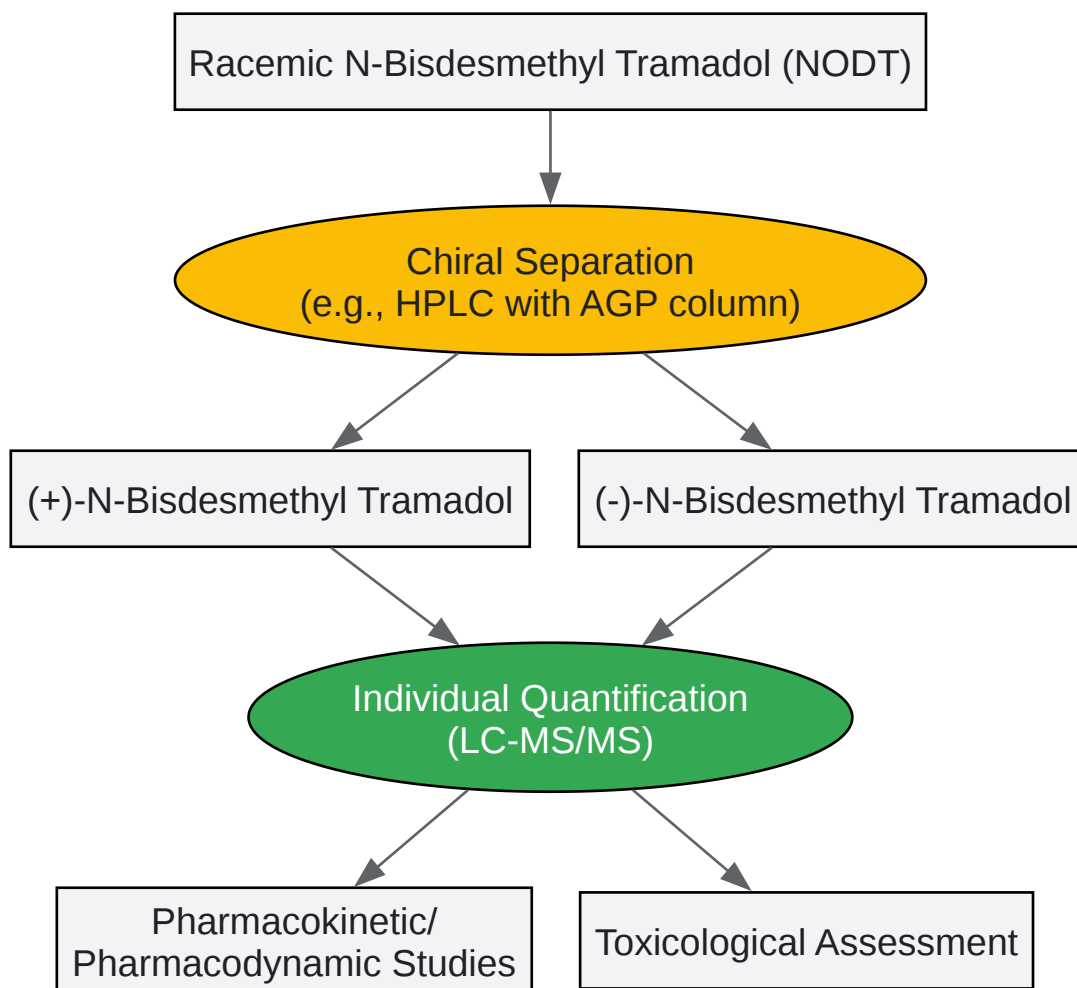 Racemic N-Bisdesmethyl Tramadol (NODT)
Chiral Separation
(e.g., HPLC with AGP column)
(+)-N-Bisdesmethyl Tramadol
(-)-N-Bisdesmethyl Tramadol
Individual Quantification
(LC-MS/MS)
Pharmacokinetic/
Pharmacodynamic Studies
Toxicological Assessment